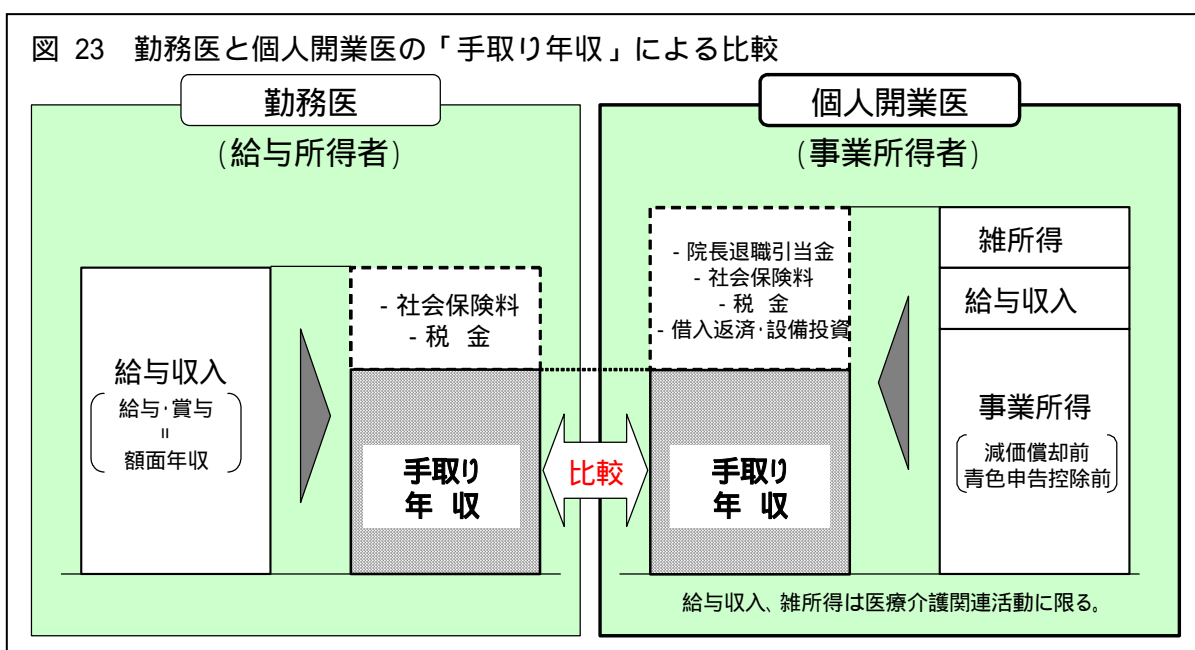 図 23 勤務医と個人開業医の「手取り年収」による比較
勤務医
(給与所得者)
給与収入
給与・賞与
=
額面年収
- 社会保険料
- 税 金
手取り
年 収
比較
個人開業医
(事業所得者)
- 院長退職引当金
- 社会保険料
- 税 金
- 借入返済・設備投資
手取り
年 収
雑所得
給与収入
事業所得
減価償却前
青色申告控除前
給与収入、雑所得は医療介護関連活動に限る。